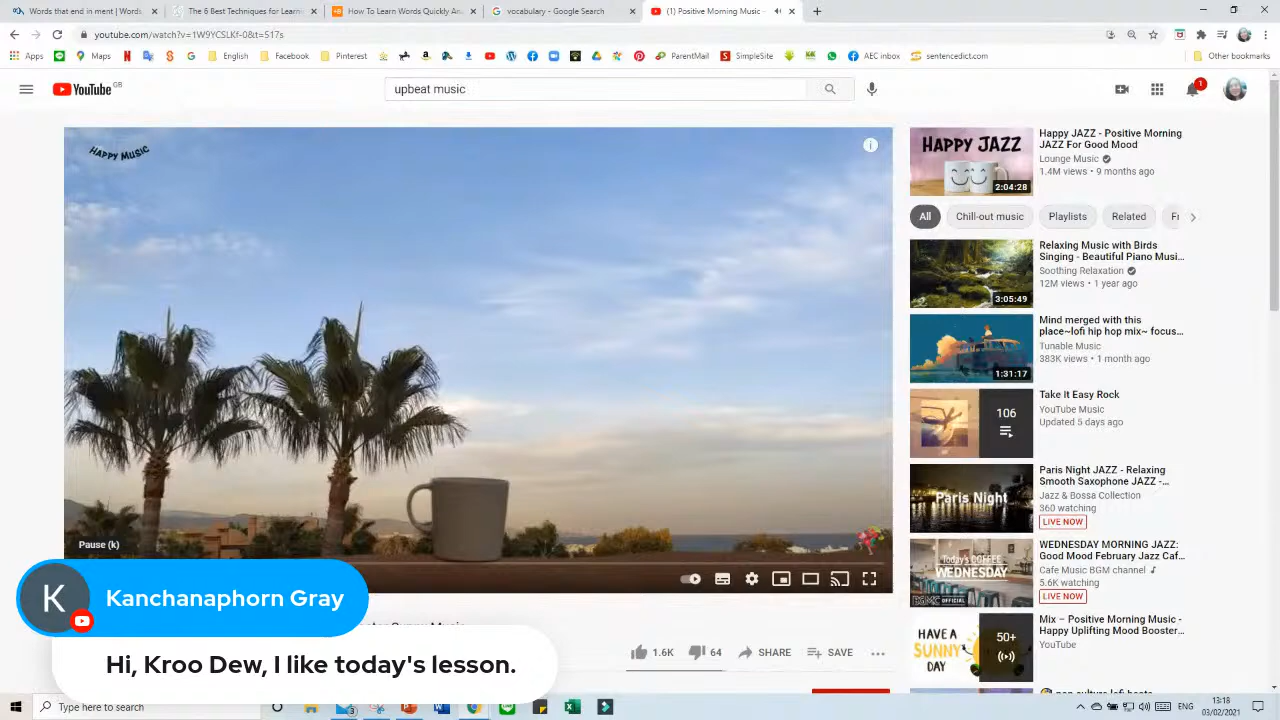 Words that end in ment| Words
The 6 Best Techniques for Learni
How To Learn Words Quickly An
vocabulary - Google Search
(1) Positive Morning Music -
youtube.com/watch?v=1W9YCSLKf-0&t=517s
Apps
Maps
English
Facebook
Pinterest
ParentMail
SimpleSite
WhatsApp
AEC inbox
sentencedict.com
Other bookmarks
YouTube GB
upbeat music
1
HAPPY MUSIC
Pause (k)
Kanchanaphorn Gray
Hi, Kroo Dew, I like today's lesson.
1.6K
64
SHARE
SAVE
HAPPY JAZZ
2:04:28
Happy JAZZ - Positive Morning
JAZZ For Good Mood
Lounge Music
1.4M views • 9 months ago
All
Chill-out music
Playlists
Related
3:05:49
Relaxing Music with Birds
Singing - Beautiful Piano Musi...
Soothing Relaxation
12M views • 1 year ago
1:31:17
Mind merged with this
place~lofi hip hop mix~ focus...
Tunable Music
383K views • 1 month ago
106
Take It Easy Rock
YouTube Music
Updated 5 days ago
Paris Night
Paris Night JAZZ - Relaxing
Smooth Saxophone JAZZ -...
Jazz & Bossa Collection
360 watching
LIVE NOW
Today's COFFEE
WEDNESDAY
BGMC OFFICIAL
WEDNESDAY MORNING JAZZ:
Good Mood February Jazz Caf...
Cafe Music BGM channel
5.6K watching
LIVE NOW
HAVE A
SUNNY
DAY
50+
Mix – Positive Music -
Happy Uplifting Mood Booster...
YouTube
Type here to search
ENG
13:18
03/02/2021